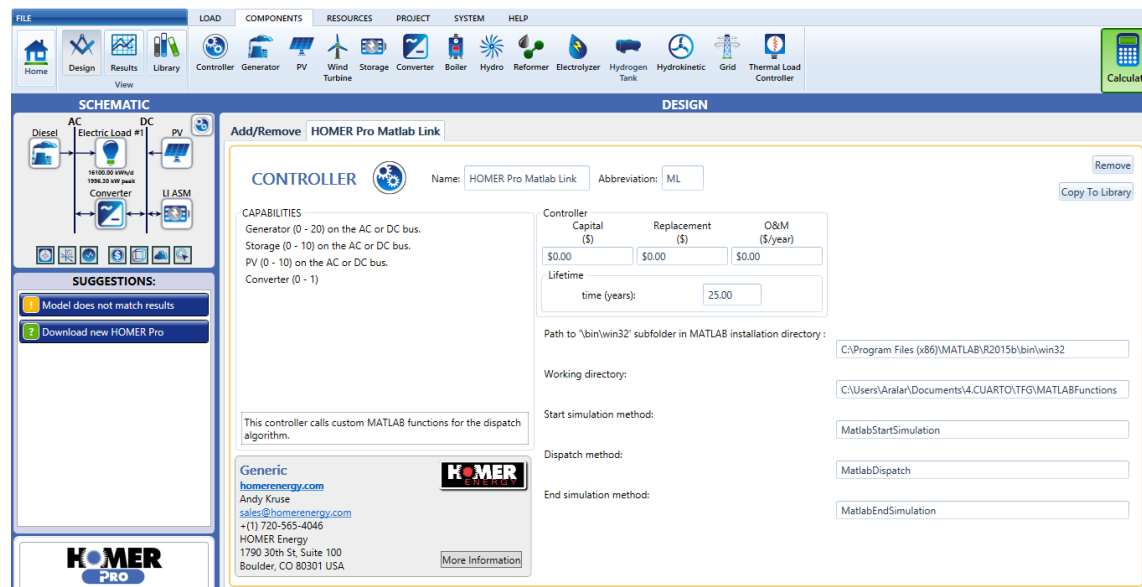 FILE
LOAD COMPONENTS RESOURCES PROJECT SYSTEM HELP
Home
Design Results Library
View
Controller Generator PV Wind Turbine Storage Converter Boiler Hydro Reformer Electrolyzer Hydrogen Tank Hydrokinetic Grid Thermal Load Controller
Calculat
SCHEMATIC
AC DC
Diesel Electric Load #1 PV
16100.00 kWh/d
1996.30 kW peak
Converter LI ASM
SUGGESTIONS:
! Model does not match results
? Download new HOMER Pro
HOMER
PRO
DESIGN
Add/Remove HOMER Pro Matlab Link
CONTROLLER Name: HOMER Pro Matlab Link Abbreviation: ML
Remove
Copy To Library
CAPABILITIES
Generator (0 - 20) on the AC or DC bus.
Storage (0 - 10) on the AC or DC bus.
PV (0 - 10) on the AC or DC bus.
Converter (0 - 1)
This controller calls custom MATLAB functions for the dispatch
algorithm.
Generic
homerenergy.com
Andy Kruse
sales@homerenergy.com
+(1) 720-565-4046
HOMER Energy
1790 30th St, Suite 100
Boulder, CO 80301 USA
HOMER
ENERGY
More Information
Controller
Capital Replacement O&M
($) ($) ($/year)
$0.00 $0.00 $0.00
Lifetime
time (years): 25.00
Path to '\bin\win32' subfolder in MATLAB installation directory :
C:\Program Files (x86)\MATLAB\R2015b\bin\win32
Working directory:
C:\Users\Aralar\Documents\4.CUARTO\TFG\MATLABFunctions
Start simulation method:
MatlabStartSimulation
Dispatch method:
MatlabDispatch
End simulation method:
MatlabEndSimulation